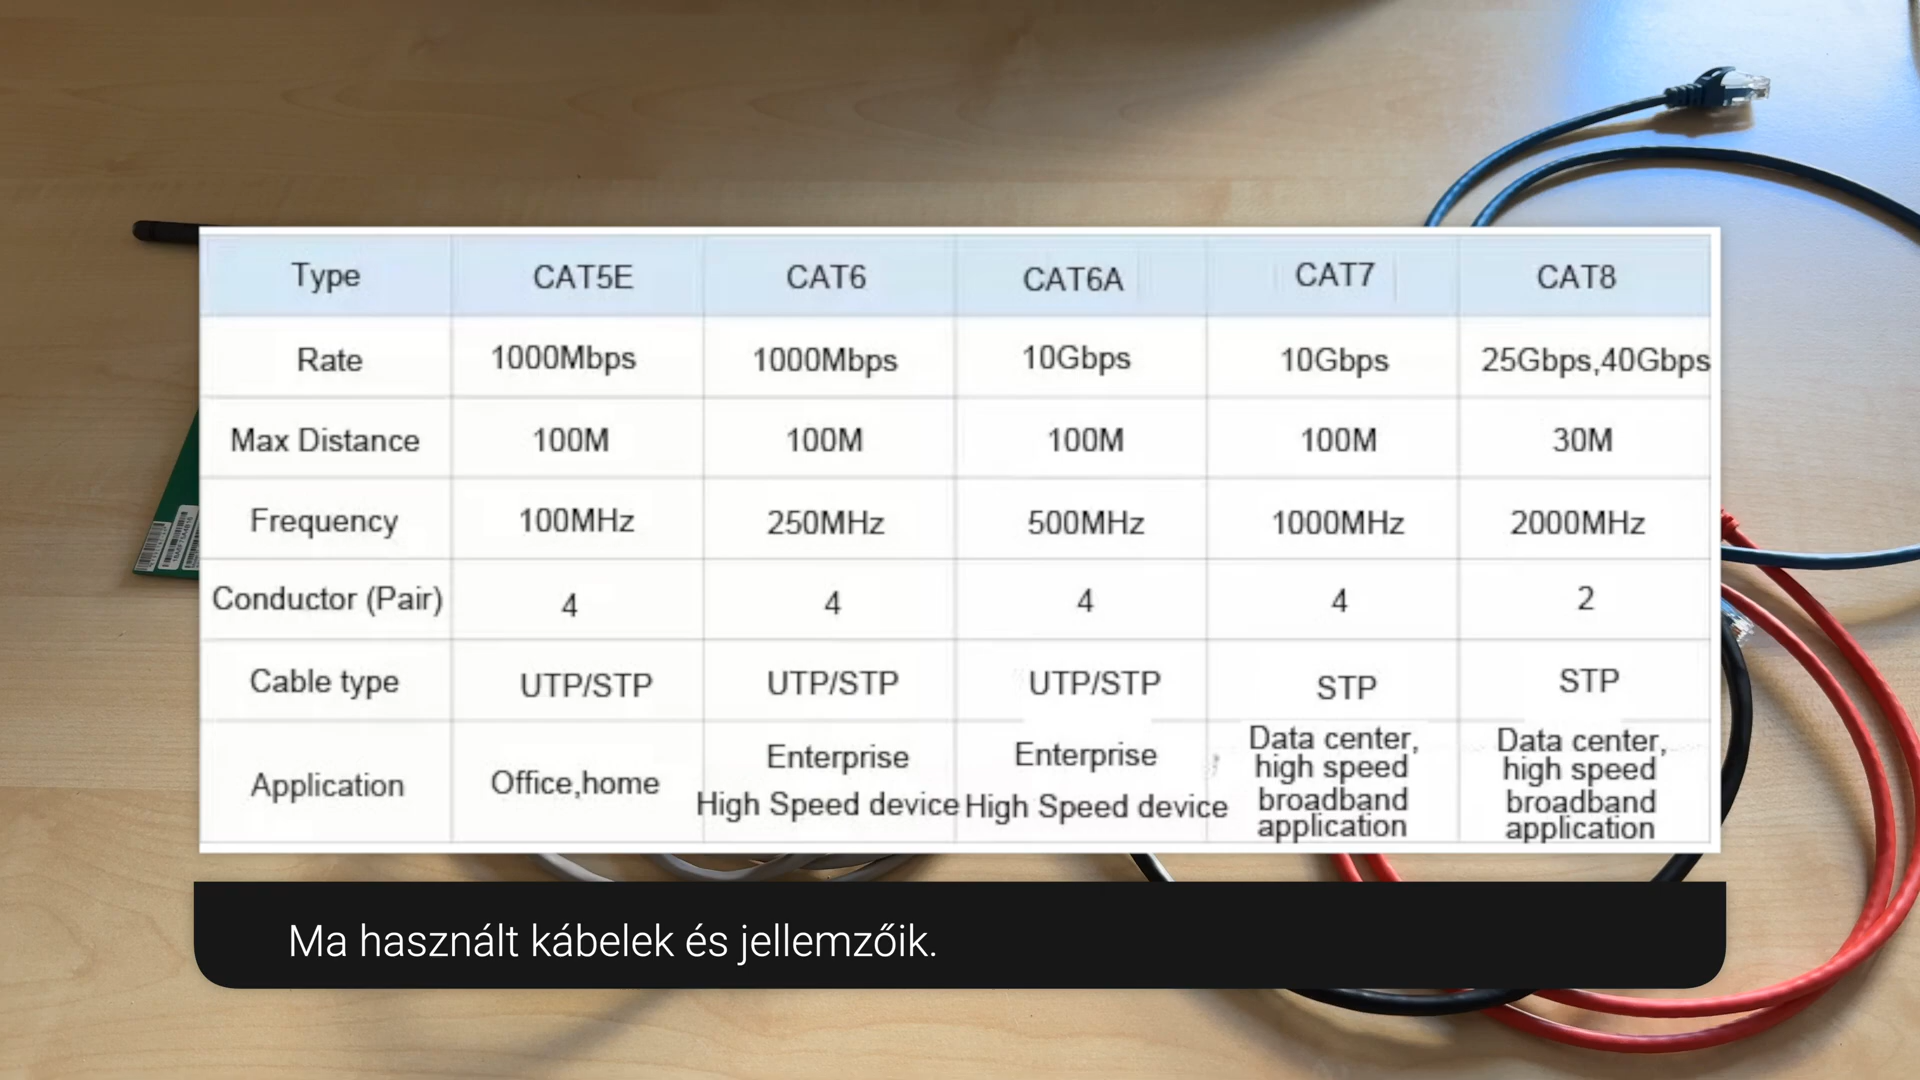 Type CAT5E CAT6 CAT6A CAT7 CAT8
Rate 1000Mbps 1000Mbps 10Gbps 10Gbps 25Gbps,40Gbps
Max Distance 100M 100M 100M 100M 30M
Frequency 100MHz 250MHz 500MHz 1000MHz 2000MHz
Conductor (Pair) 4 4 4 4 2
Cable type UTP/STP UTP/STP UTP/STP STP STP
Application Office,home Enterprise High Speed device Enterprise High Speed device Data center, high speed broadband application Data center, high speed broadband application
Ma használt kábelek és jellemzőik.